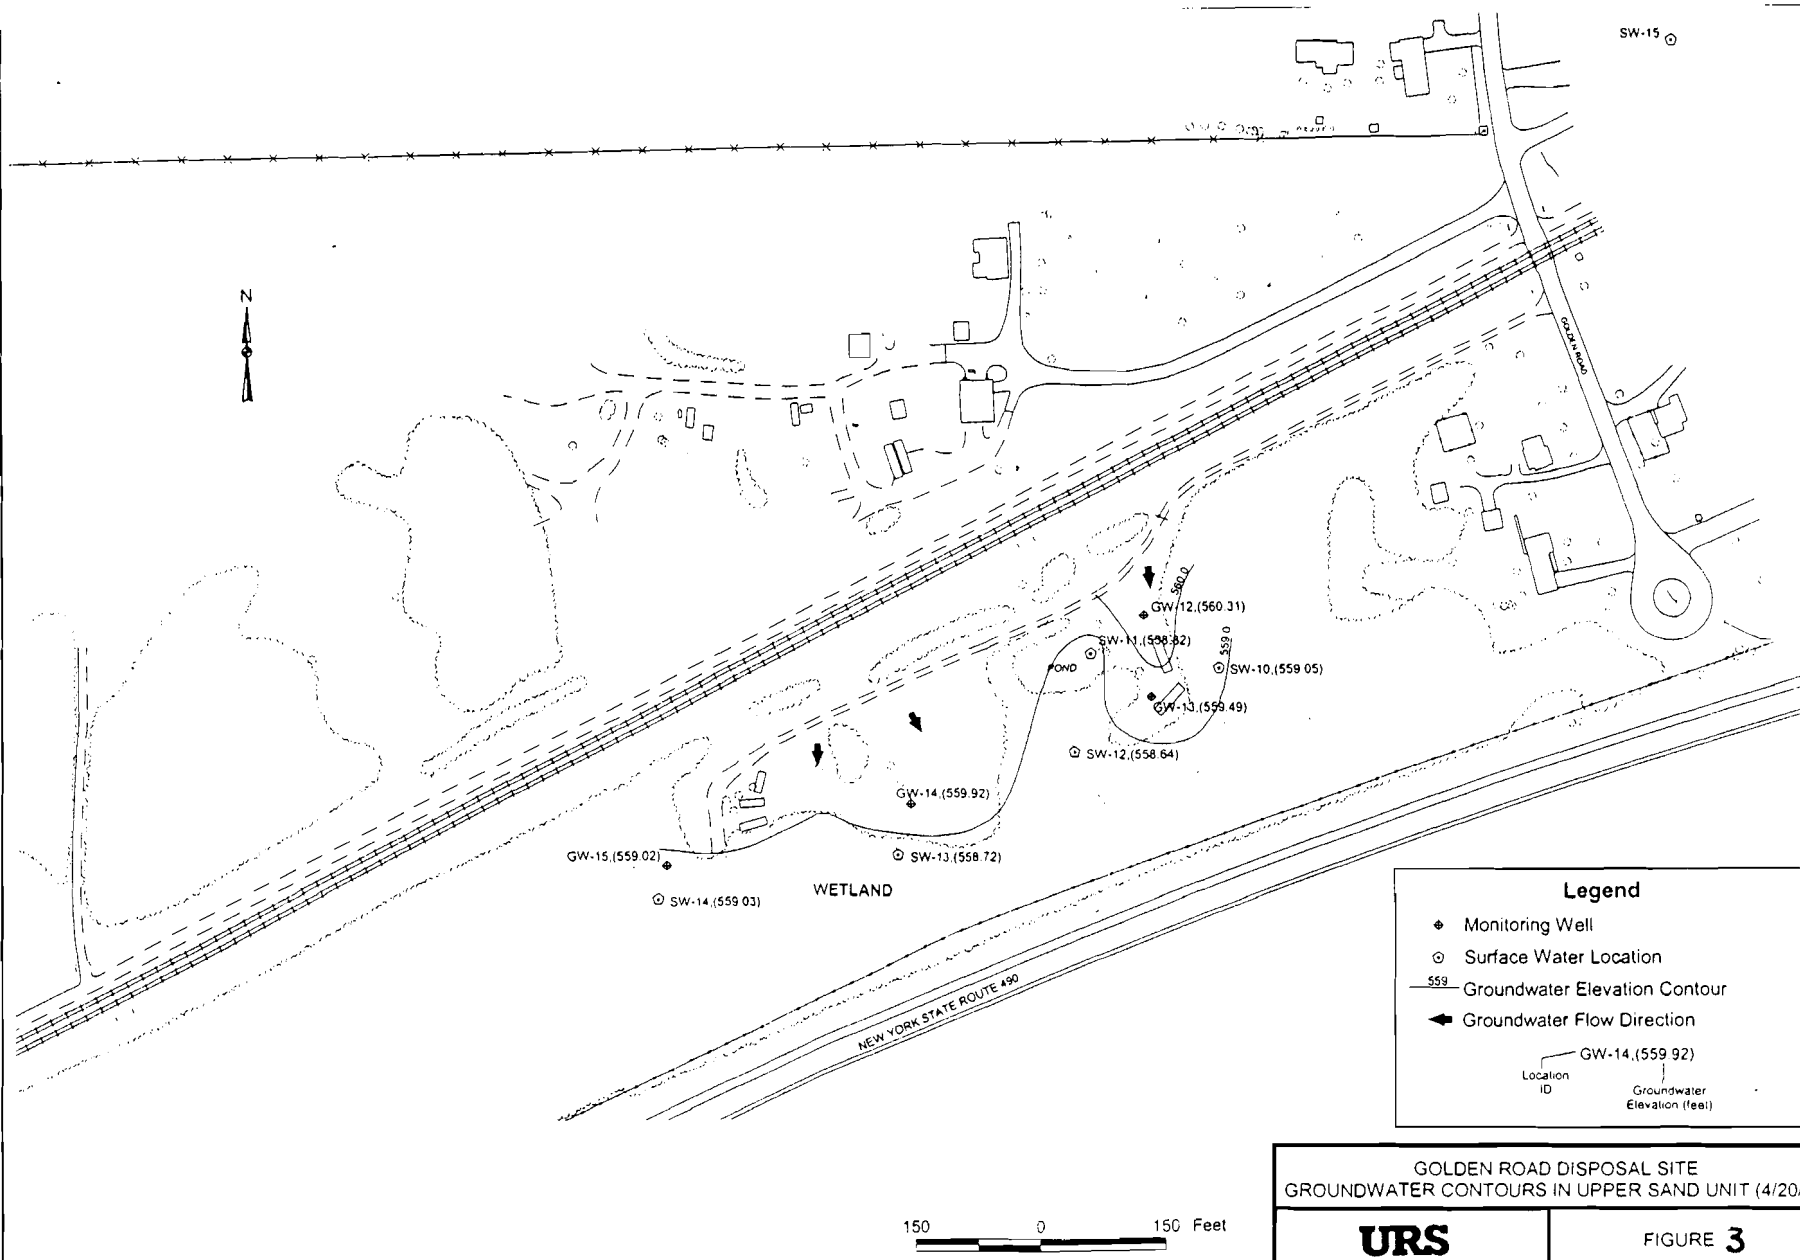 SW-15
N
GOLDEN ROAD
560.0
GW-12,(560.31)
SW-11,(558.82)
559.0
POND
SW-10,(559.05)
GW-13,(559.49)
SW-12,(558.64)
GW-14,(559.92)
GW-15,(559.02)
SW-13,(558.72)
WETLAND
SW-14,(559.03)
NEW YORK STATE ROUTE 490
Legend
Monitoring Well
Surface Water Location
559 Groundwater Elevation Contour
Groundwater Flow Direction
GW-14,(559.92)
Location
ID
Groundwater
Elevation (feet)
GOLDEN ROAD DISPOSAL SITE
GROUNDWATER CONTOURS IN UPPER SAND UNIT (4/20/
150 0 150 Feet
URS
FIGURE 3